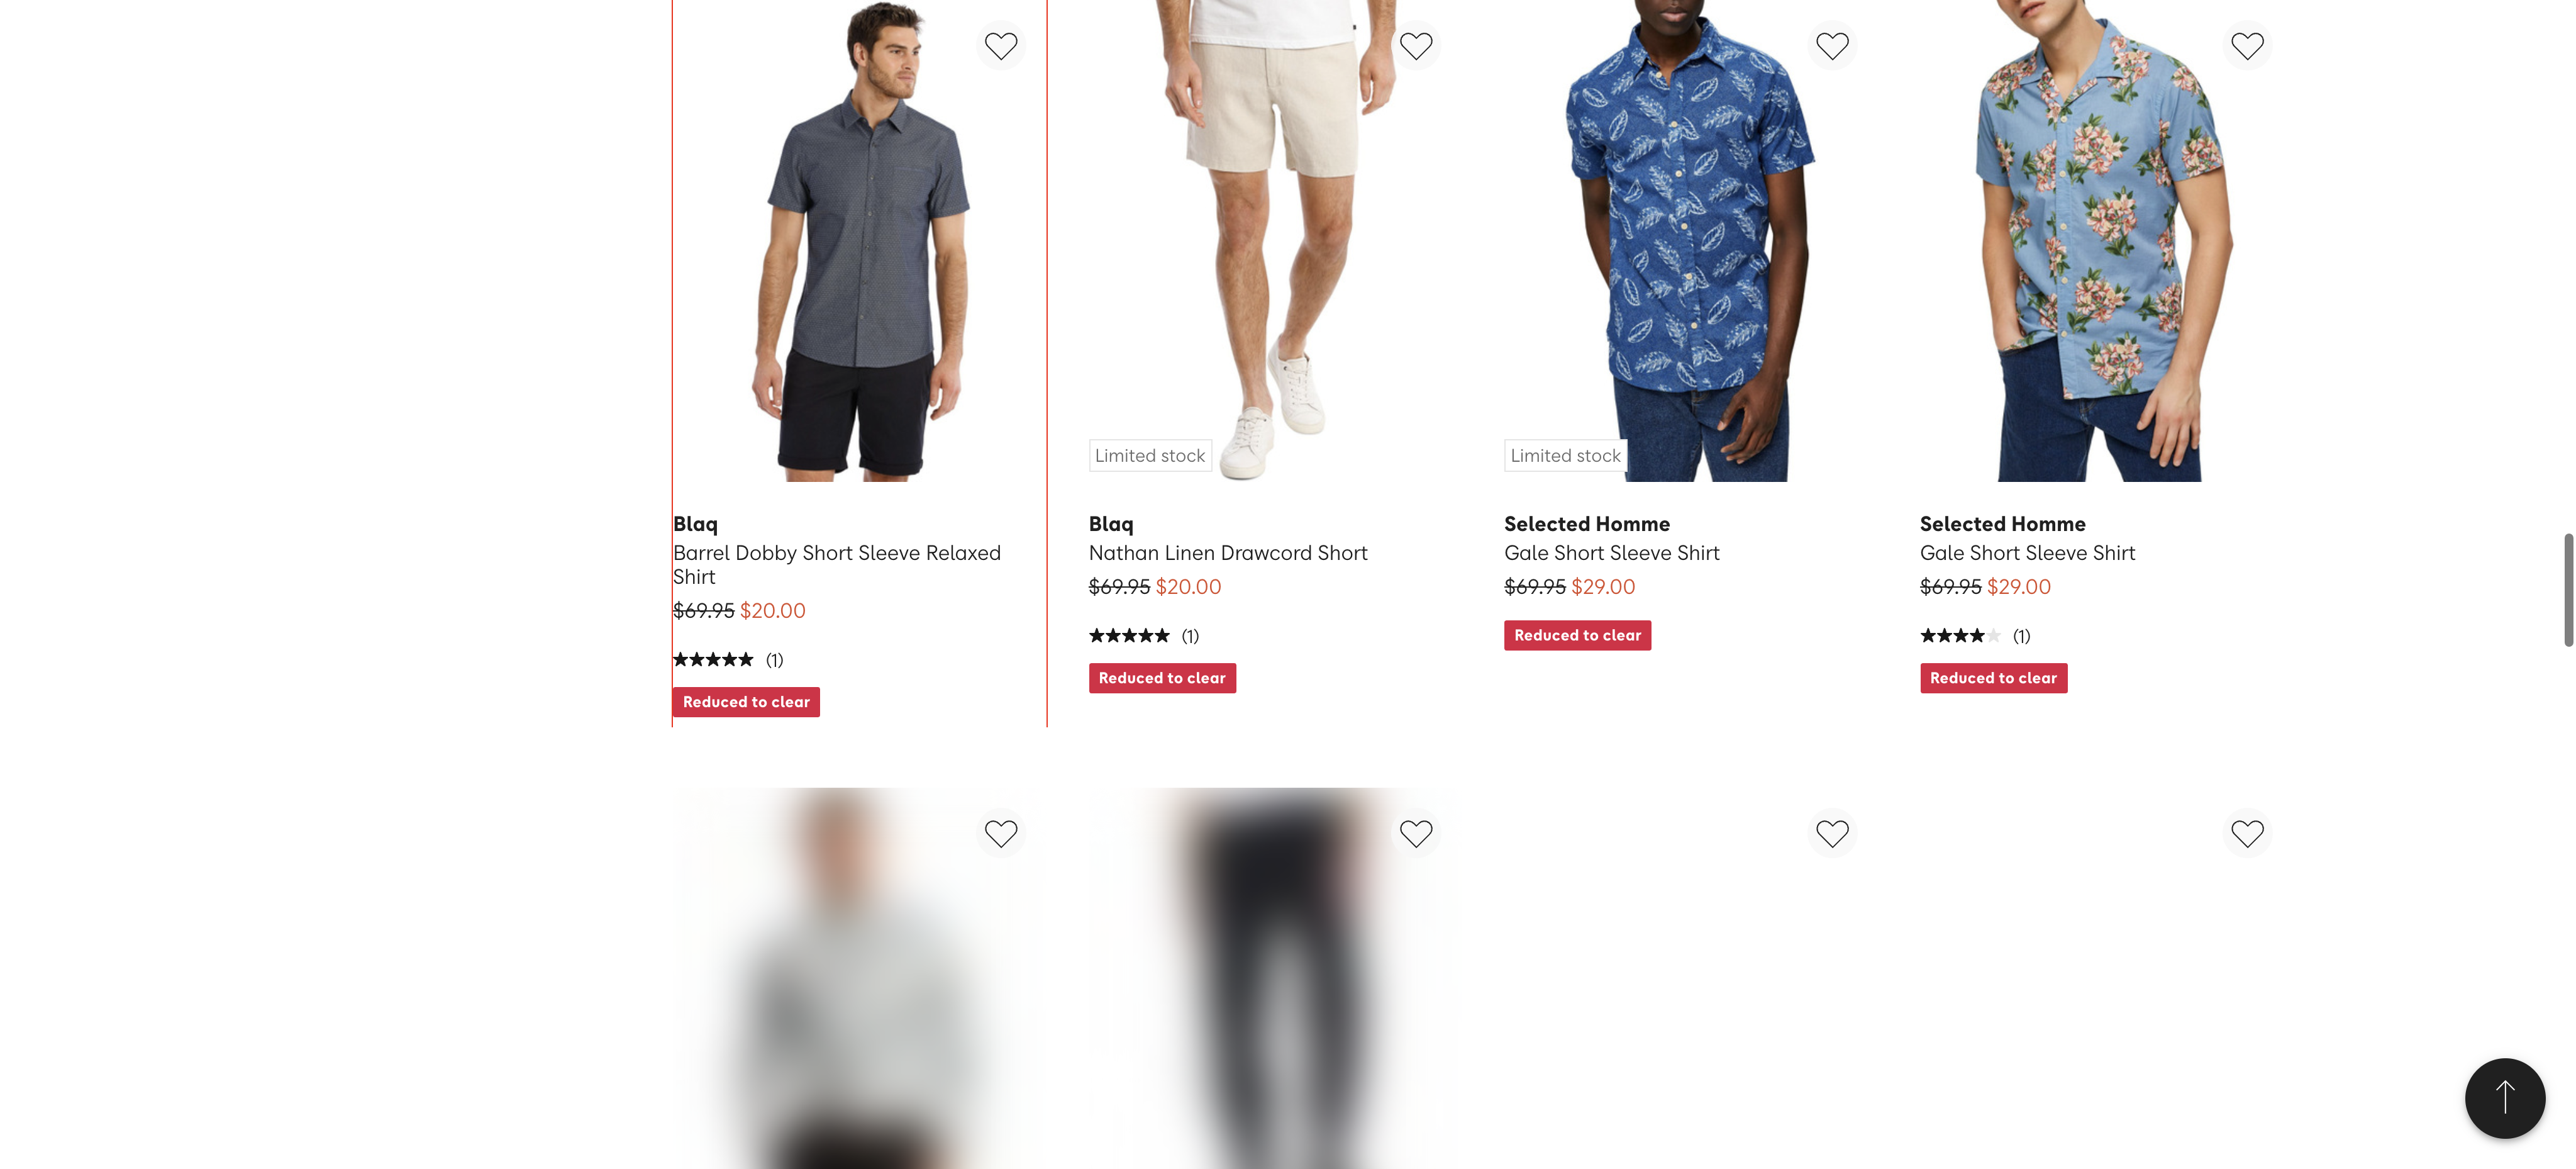 Limited stock
Limited stock
Blaq
Barrel Dobby Short Sleeve Relaxed
Shirt
$69.95 $20.00
(1)
Reduced to clear
Blaq
Nathan Linen Drawcord Short
$69.95 $20.00
(1)
Reduced to clear
Selected Homme
Gale Short Sleeve Shirt
$69.95 $29.00
Reduced to clear
Selected Homme
Gale Short Sleeve Shirt
$69.95 $29.00
(1)
Reduced to clear